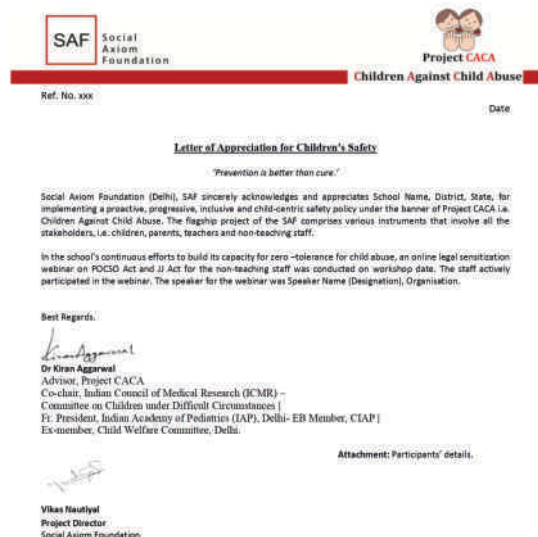 SAF Social
Axiom
Foundation
Project CACA
Children Against Child Abuse
Ref. No. xxx
Date
Letter of Appreciation for Children's Safety
'Prevention is better than cure.'
Social Axiom Foundation (Delhi), SAF sincerely acknowledges and appreciates School Name, District, State, for
implementing a proactive, progressive, inclusive and child-centric safety policy under the banner of Project CACA i.e.
Children Against Child Abuse. The flagship project of the SAF comprises various instruments that involve all the
stakeholders, i.e. children, parents, teachers and non-teaching staff.
In the school's continuous efforts to build its capacity for zero –tolerance for child abuse, an online legal sensitization
webinar on POCSO Act and JJ Act for the non-teaching staff was conducted on workshop date. The staff actively
participated in the webinar. The speaker for the webinar was Speaker Name (Designation), Organisation.
Best Regards.
Kiran Aggarwal
Dr Kiran Aggarwal
Advisor, Project CACA
Co-chair, Indian Council of Medical Research (ICMR) –
Committee on Children under Difficult Circumstances |
Fr. President, Indian Academy of Pediatrics (IAP), Delhi- EB Member, CIAP |
Ex-member, Child Welfare Committee, Delhi.
Attachment: Participants' details.
Vikas Nautiyal
Project Director
Social Axiom Foundation